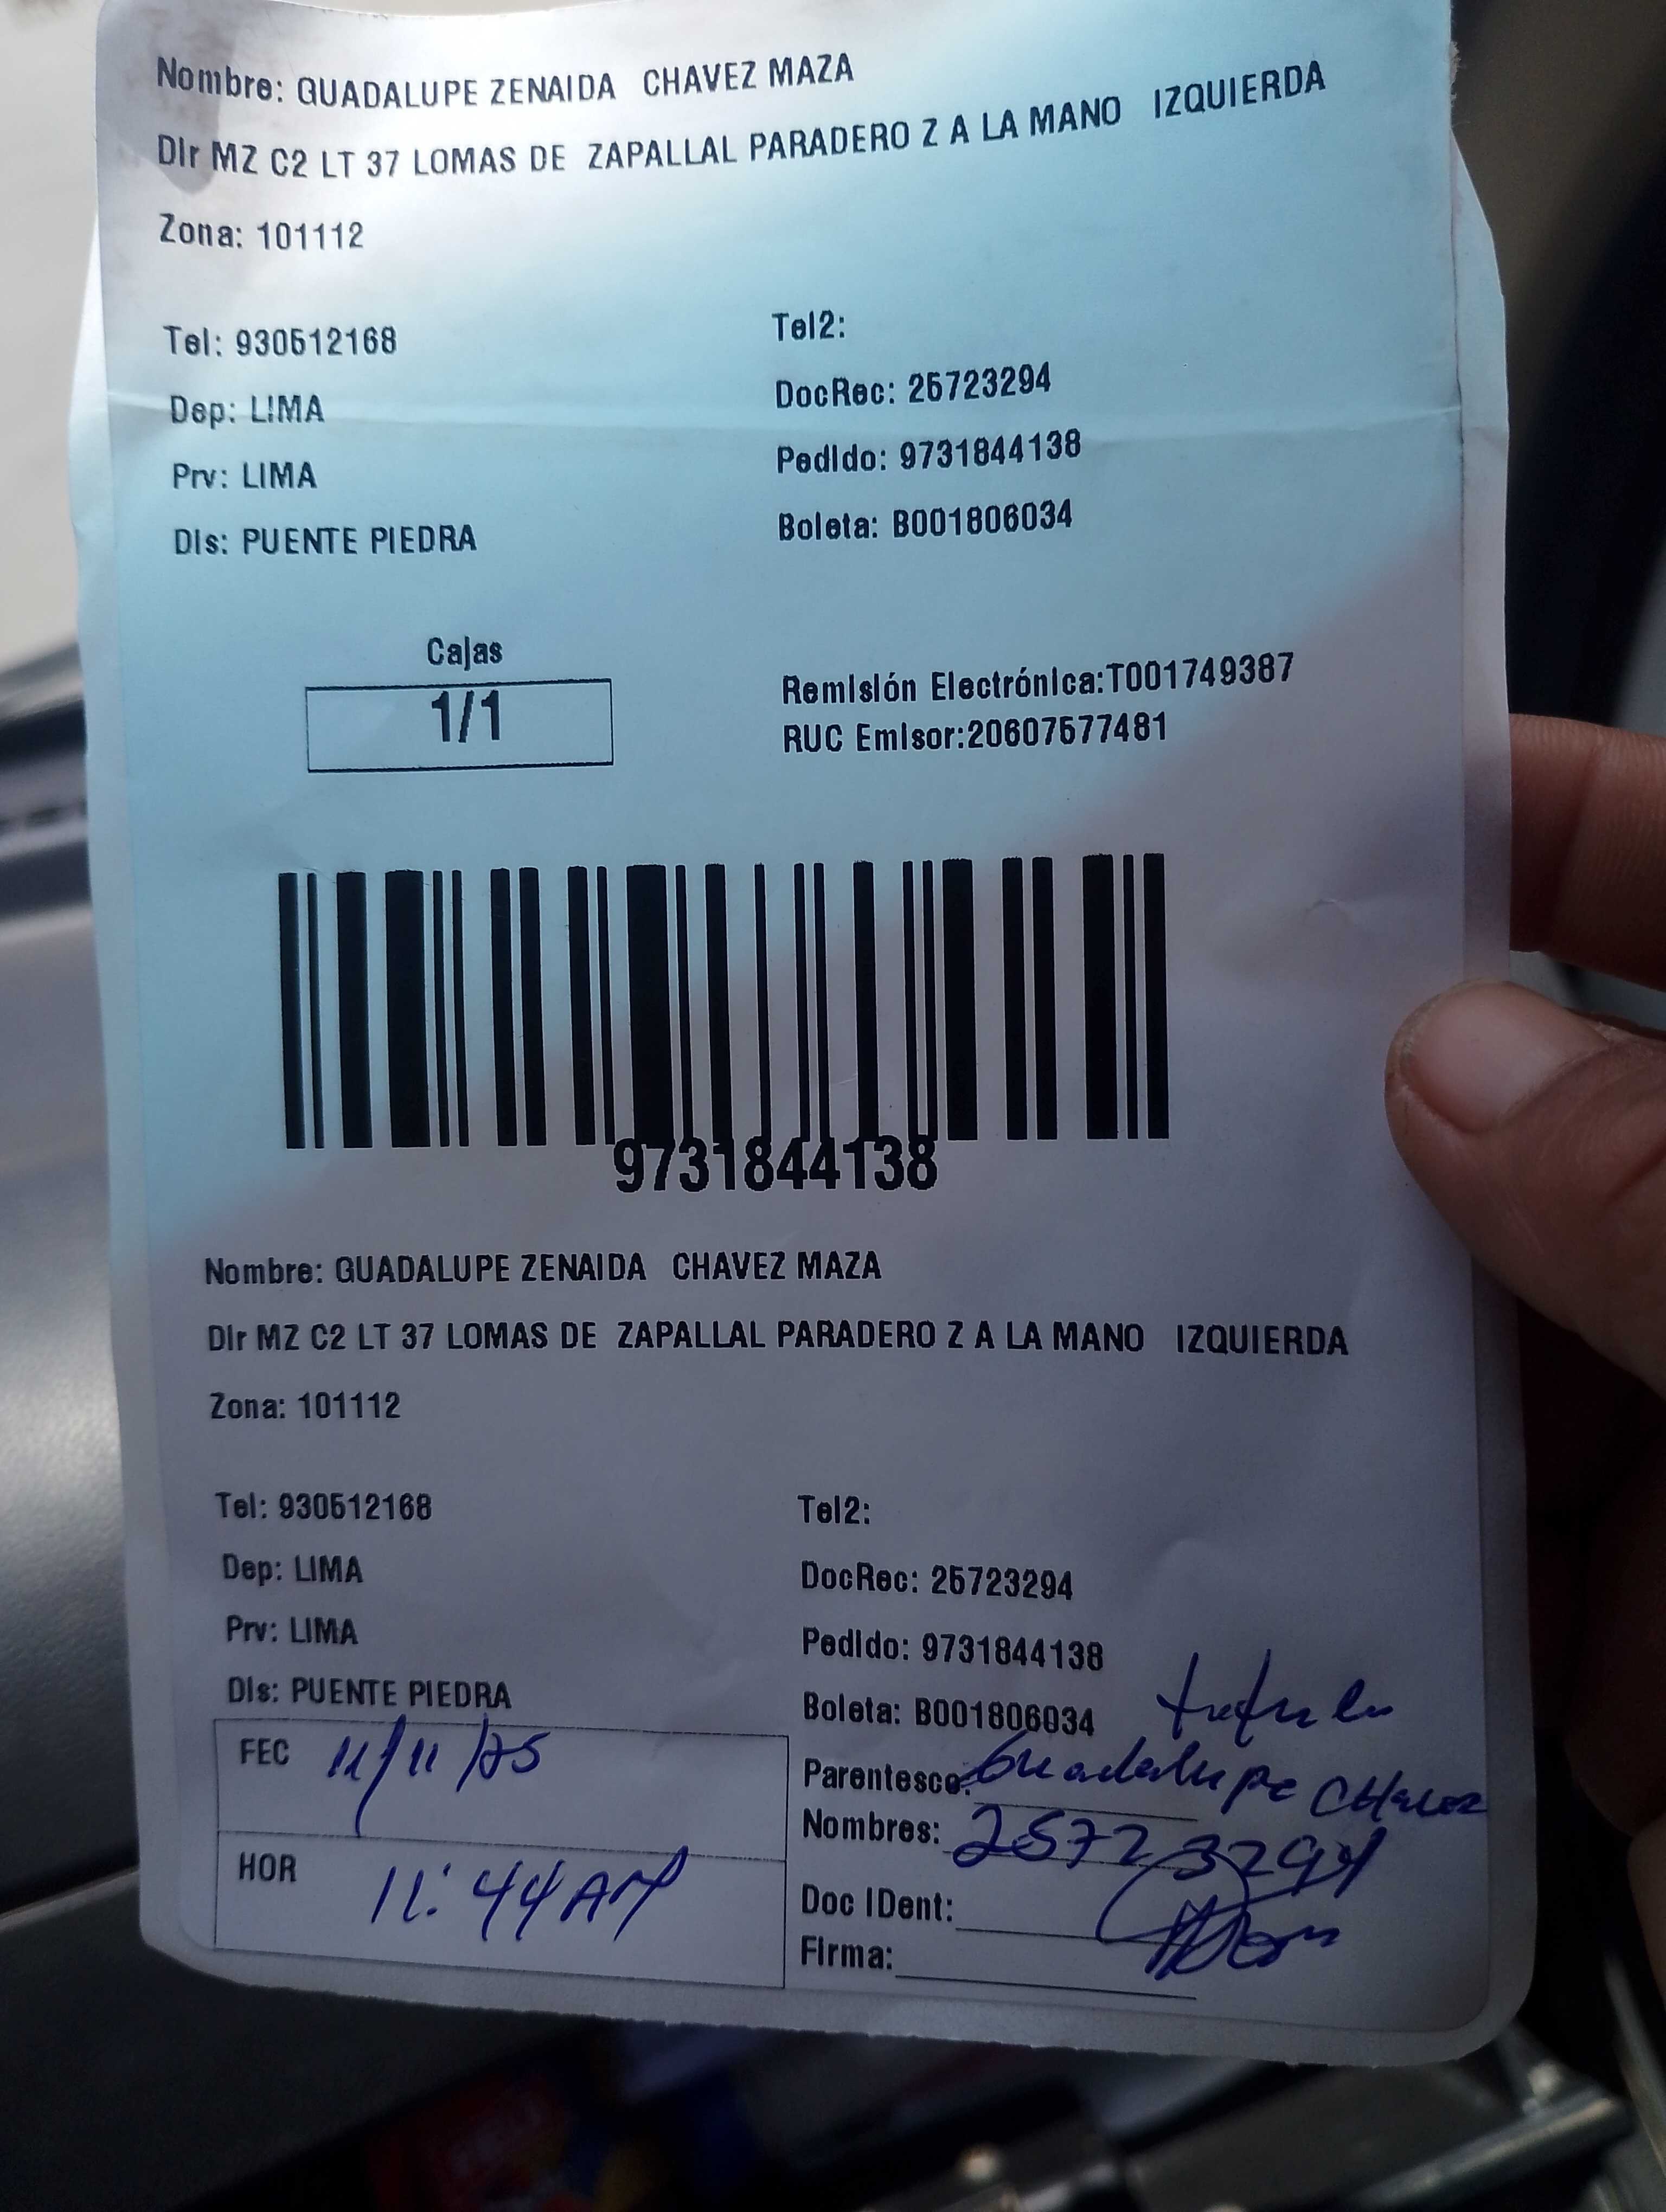 Nombre: GUADALUPE ZENAIDA CHAVEZ MAZA
Dir MZ C2 LT 37 LOMAS DE ZAPALLAL PARADERO Z A LA MANO IZQUIERDA
Zona: 101112
Tel: 930512168 Tel2:
Dep: LIMA DocRec: 25723294
Prv: LIMA Pedido: 9731844138
Dis: PUENTE PIEDRA Boleta: B001806034
Cajas
1/1
Remisión Electrónica:T001749387
RUC Emisor:20607577481
9731844138
Nombre: GUADALUPE ZENAIDA CHAVEZ MAZA
Dir MZ C2 LT 37 LOMAS DE ZAPALLAL PARADERO Z A LA MANO IZQUIERDA
Zona: 101112
Tel: 930512168 Tel2:
Dep: LIMA DocRec: 25723294
Prv: LIMA Pedido: 9731844138
Dis: PUENTE PIEDRA Boleta: B001806034
FEC 11/11/25
HOR 11:44 AM
Parentesco: Guadalupe CHavez
Nombres: 25723294
Doc IDent:
Firma: